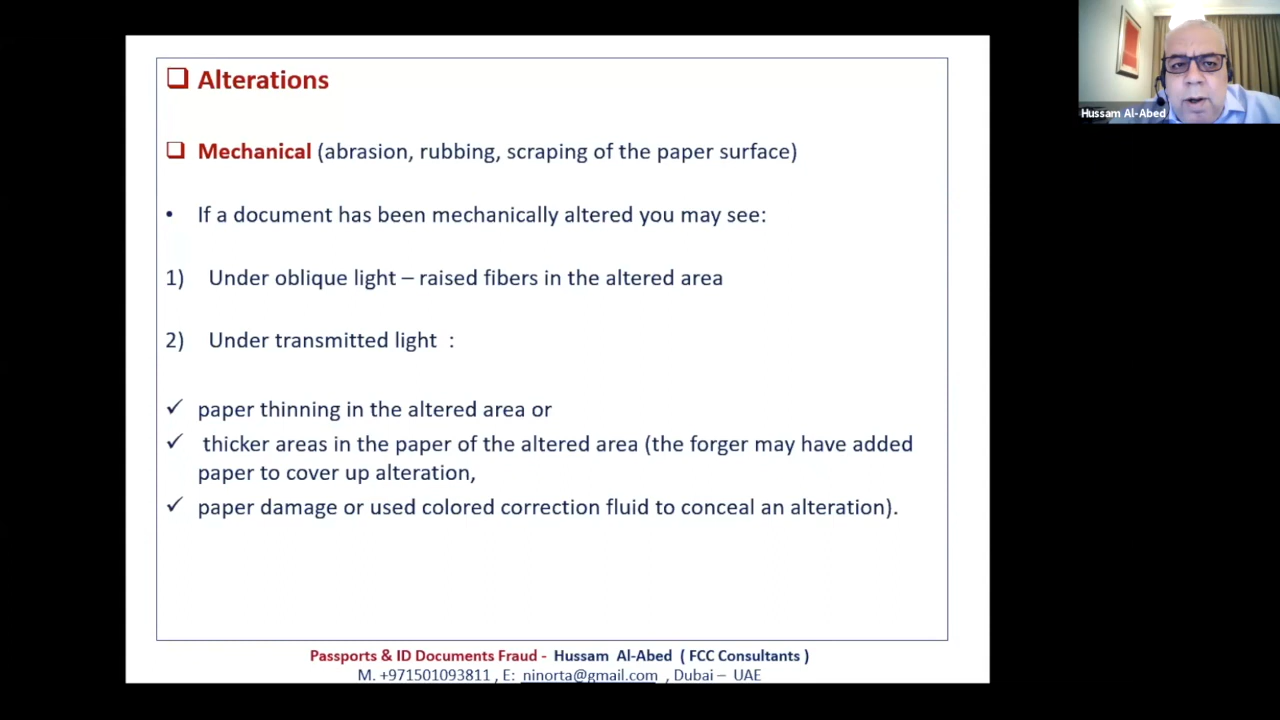 Alterations
Hussam Al-Abed
Mechanical (abrasion, rubbing, scraping of the paper surface)
• If a document has been mechanically altered you may see:
1) Under oblique light – raised fibers in the altered area
2) Under transmitted light :
✓ paper thinning in the altered area or
✓ thicker areas in the paper of the altered area (the forger may have added
paper to cover up alteration,
✓ paper damage or used colored correction fluid to conceal an alteration).
Passports & ID Documents Fraud - Hussam Al-Abed ( FCC Consultants )
M. +971501093811 , E: ninorta@gmail.com , Dubai – UAE